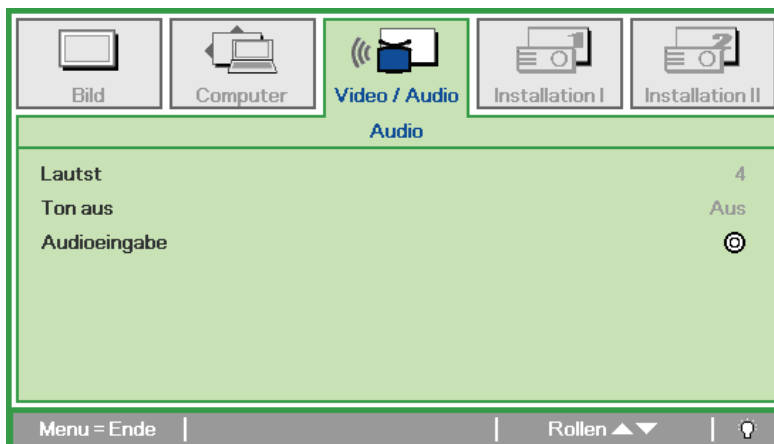 Bild Computer Video / Audio Installation I Installation II
Audio
Lautst 4
Ton aus Aus
Audioeingabe
Menu = Ende Rollen